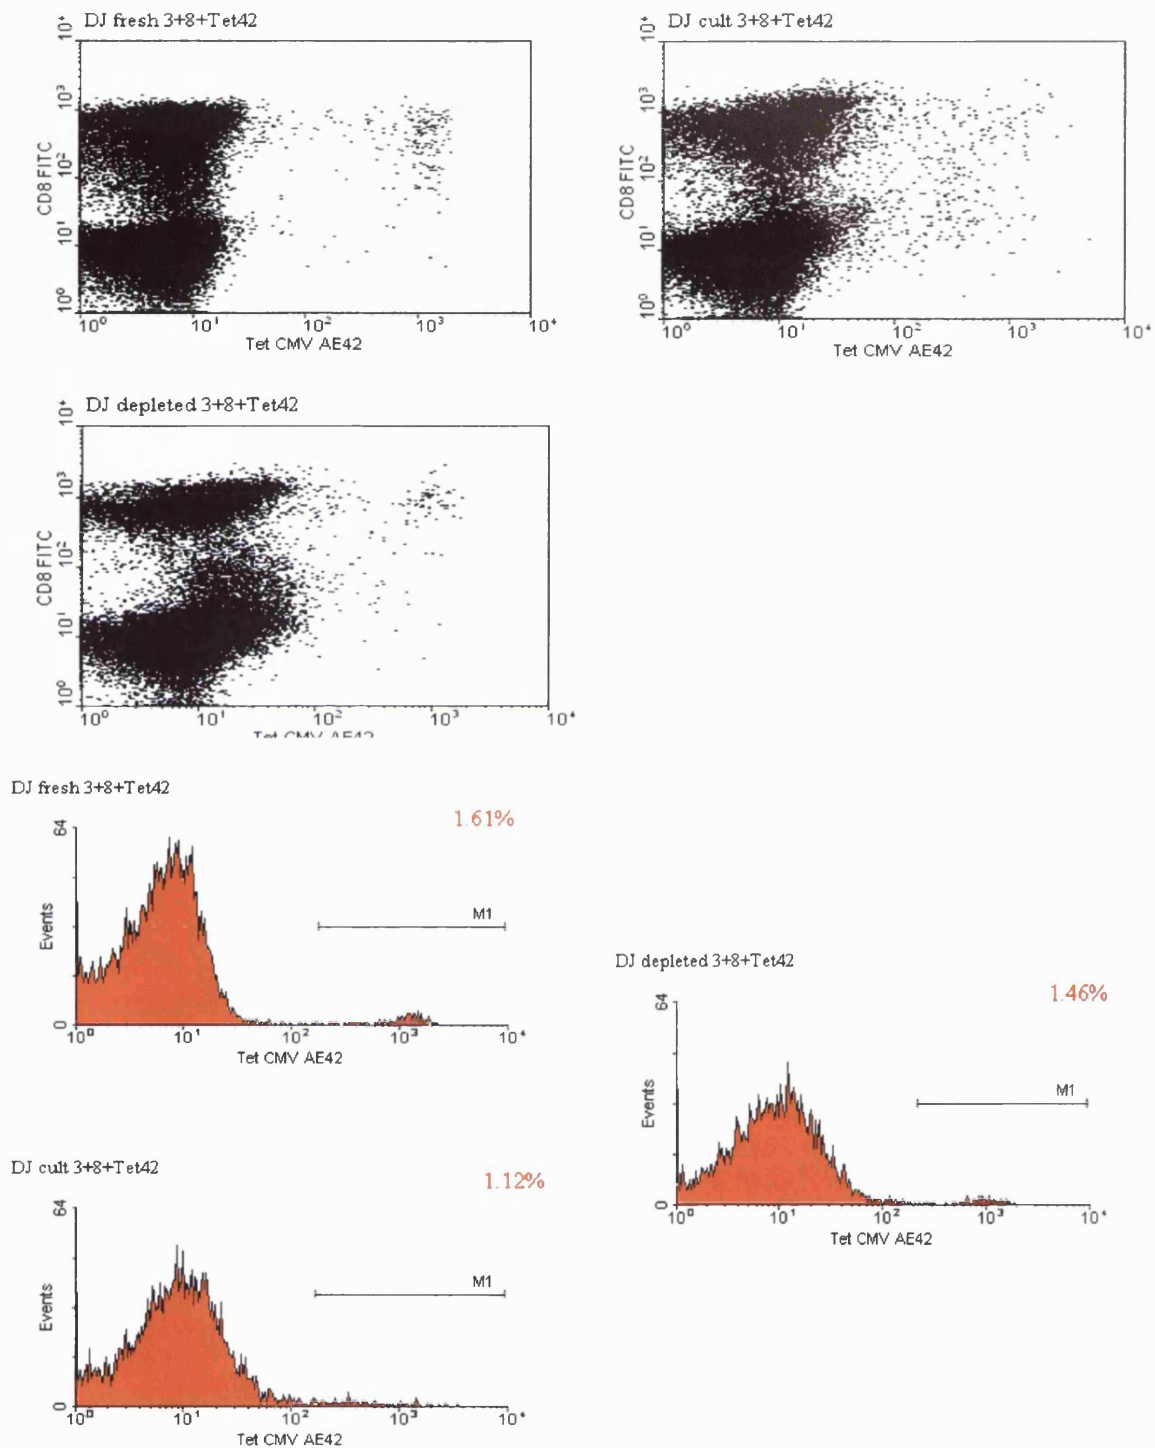 DJ fresh 3+8+Tet42
10⁴
10³
10²
10¹
10⁰
CD8 FITC
10⁰ 10¹ 10² 10³ 10⁴
Tet CMV AE42
DJ cult 3+8+Tet42
10⁴
10³
10²
10¹
10⁰
CD8 FITC
10⁰ 10¹ 10² 10³ 10⁴
Tet CMV AE42
DJ depleted 3+8+Tet42
10⁴
10³
10²
10¹
10⁰
CD8 FITC
10⁰ 10¹ 10² 10³ 10⁴
Tet CMV AE42
DJ fresh 3+8+Tet42
1.61%
64
Events
M1
0
10⁰ 10¹ 10² 10³ 10⁴
Tet CMV AE42
DJ depleted 3+8+Tet42
1.46%
64
Events
M1
0
10⁰ 10¹ 10² 10³ 10⁴
Tet CMV AE42
DJ cult 3+8+Tet42
1.12%
64
Events
M1
0
10⁰ 10¹ 10² 10³ 10⁴
Tet CMV AE42